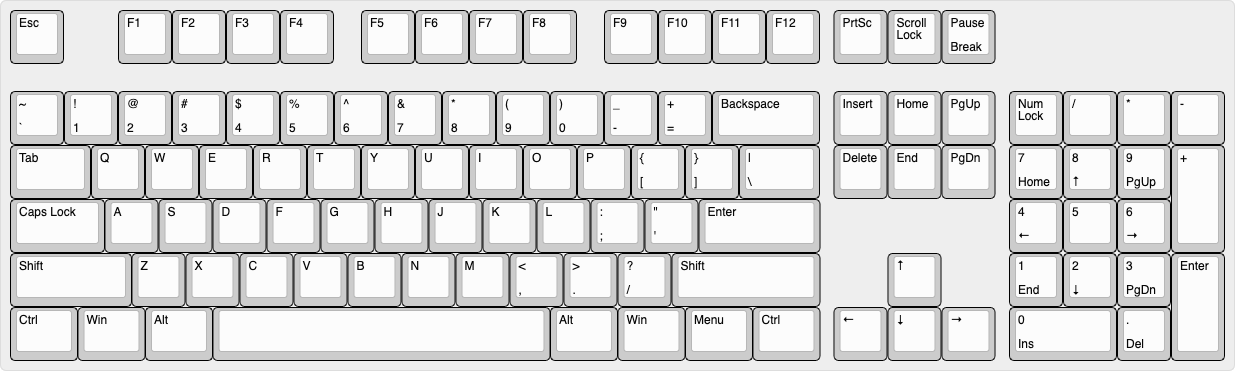 Esc F1 F2 F3 F4 F5 F6 F7 F8 F9 F10 F11 F12 PrtSc Scroll Pause
Lock Break
~ ! @ # $ % ^ & * ( ) _ + Backspace Insert Home PgUp Num / * -
` 1 2 3 4 5 6 7 8 9 0 - = Lock
Tab Q W E R T Y U I O P { } | Delete End PgDn 7 8 9 +
[ ] \ Home ↑ PgUp
Caps Lock A S D F G H J K L : " Enter 4 5 6
; ' ← →
Shift Z X C V B N M < > ? Shift ↑ 1 2 3 Enter
, . / End ↓ PgDn
Ctrl Win Alt Alt Win Menu Ctrl ← ↓ → 0 .
Ins Del